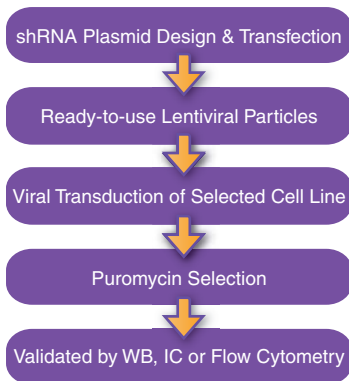 shRNA Plasmid Design & Transfection
Ready-to-use Lentiviral Particles
Viral Transduction of Selected Cell Line
Puromycin Selection
Validated by WB, IC or Flow Cytometry